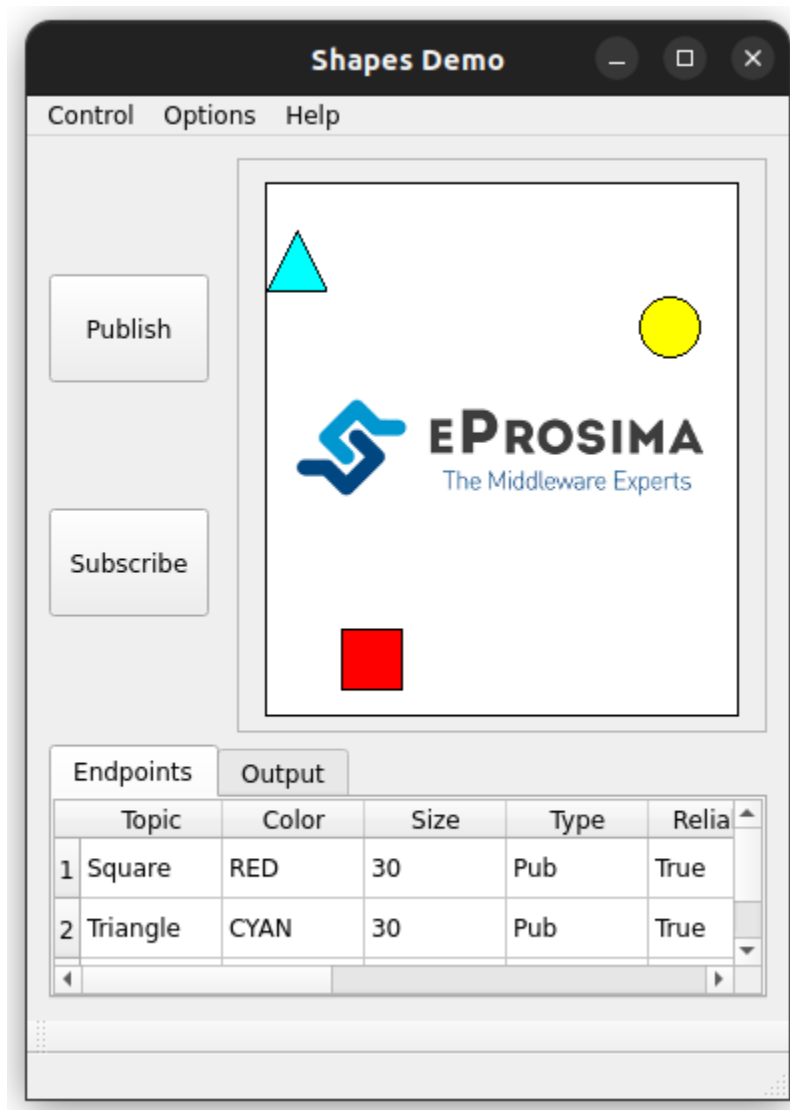 Shapes Demo
Control Options Help
Publish
EPROSIMA
The Middleware Experts
Subscribe
Endpoints Output
Topic Color Size Type Relia
1 Square RED 30 Pub True
2 Triangle CYAN 30 Pub True